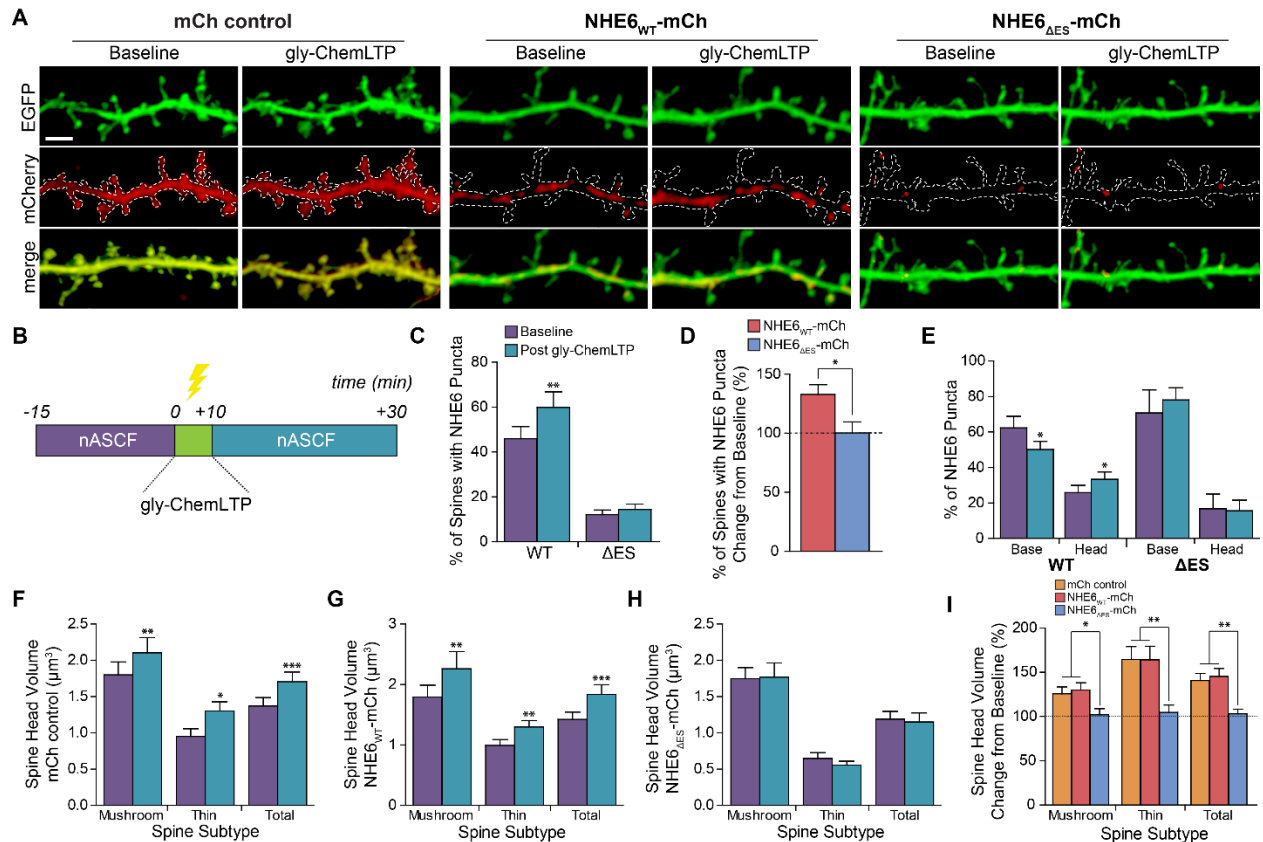 A
mCh control
NHE6WT-mCh
NHE6ΔES-mCh
Baseline
gly-ChemLTP
Baseline
gly-ChemLTP
Baseline
gly-ChemLTP
EGFP
mCherry
merge
B
time (min)
-15
0
+10
+30
nASCF
nASCF
gly-ChemLTP
C
Baseline
Post gly-ChemLTP
% of Spines with NHE6 Puncta
80
60
40
20
0
**
WT
ΔES
D
NHE6WT-mCh
NHE6ΔES-mCh
% of Spines with NHE6 Puncta
Change from Baseline (%)
150
100
50
0
*
E
% of NHE6 Puncta
100
80
60
40
20
0
*
*
Base
Head
Base
Head
WT
ΔES
F
Spine Head Volume
mCh control (μm³)
2.5
2.0
1.5
1.0
0.5
0.0
**
*
***
Mushroom
Thin
Total
Spine Subtype
G
Spine Head Volume
NHE6WT-mCh (μm³)
3
2
1
0
**
**
***
Mushroom
Thin
Total
Spine Subtype
H
Spine Head Volume
NHE6ΔES-mCh (μm³)
2.5
2.0
1.5
1.0
0.5
0.0
Mushroom
Thin
Total
Spine Subtype
I
mCh control
NHE6WT-mCh
NHE6ΔES-mCh
Spine Head Volume
Change from Baseline (%)
200
150
100
50
0
*
**
**
Mushroom
Thin
Total
Spine Subtype